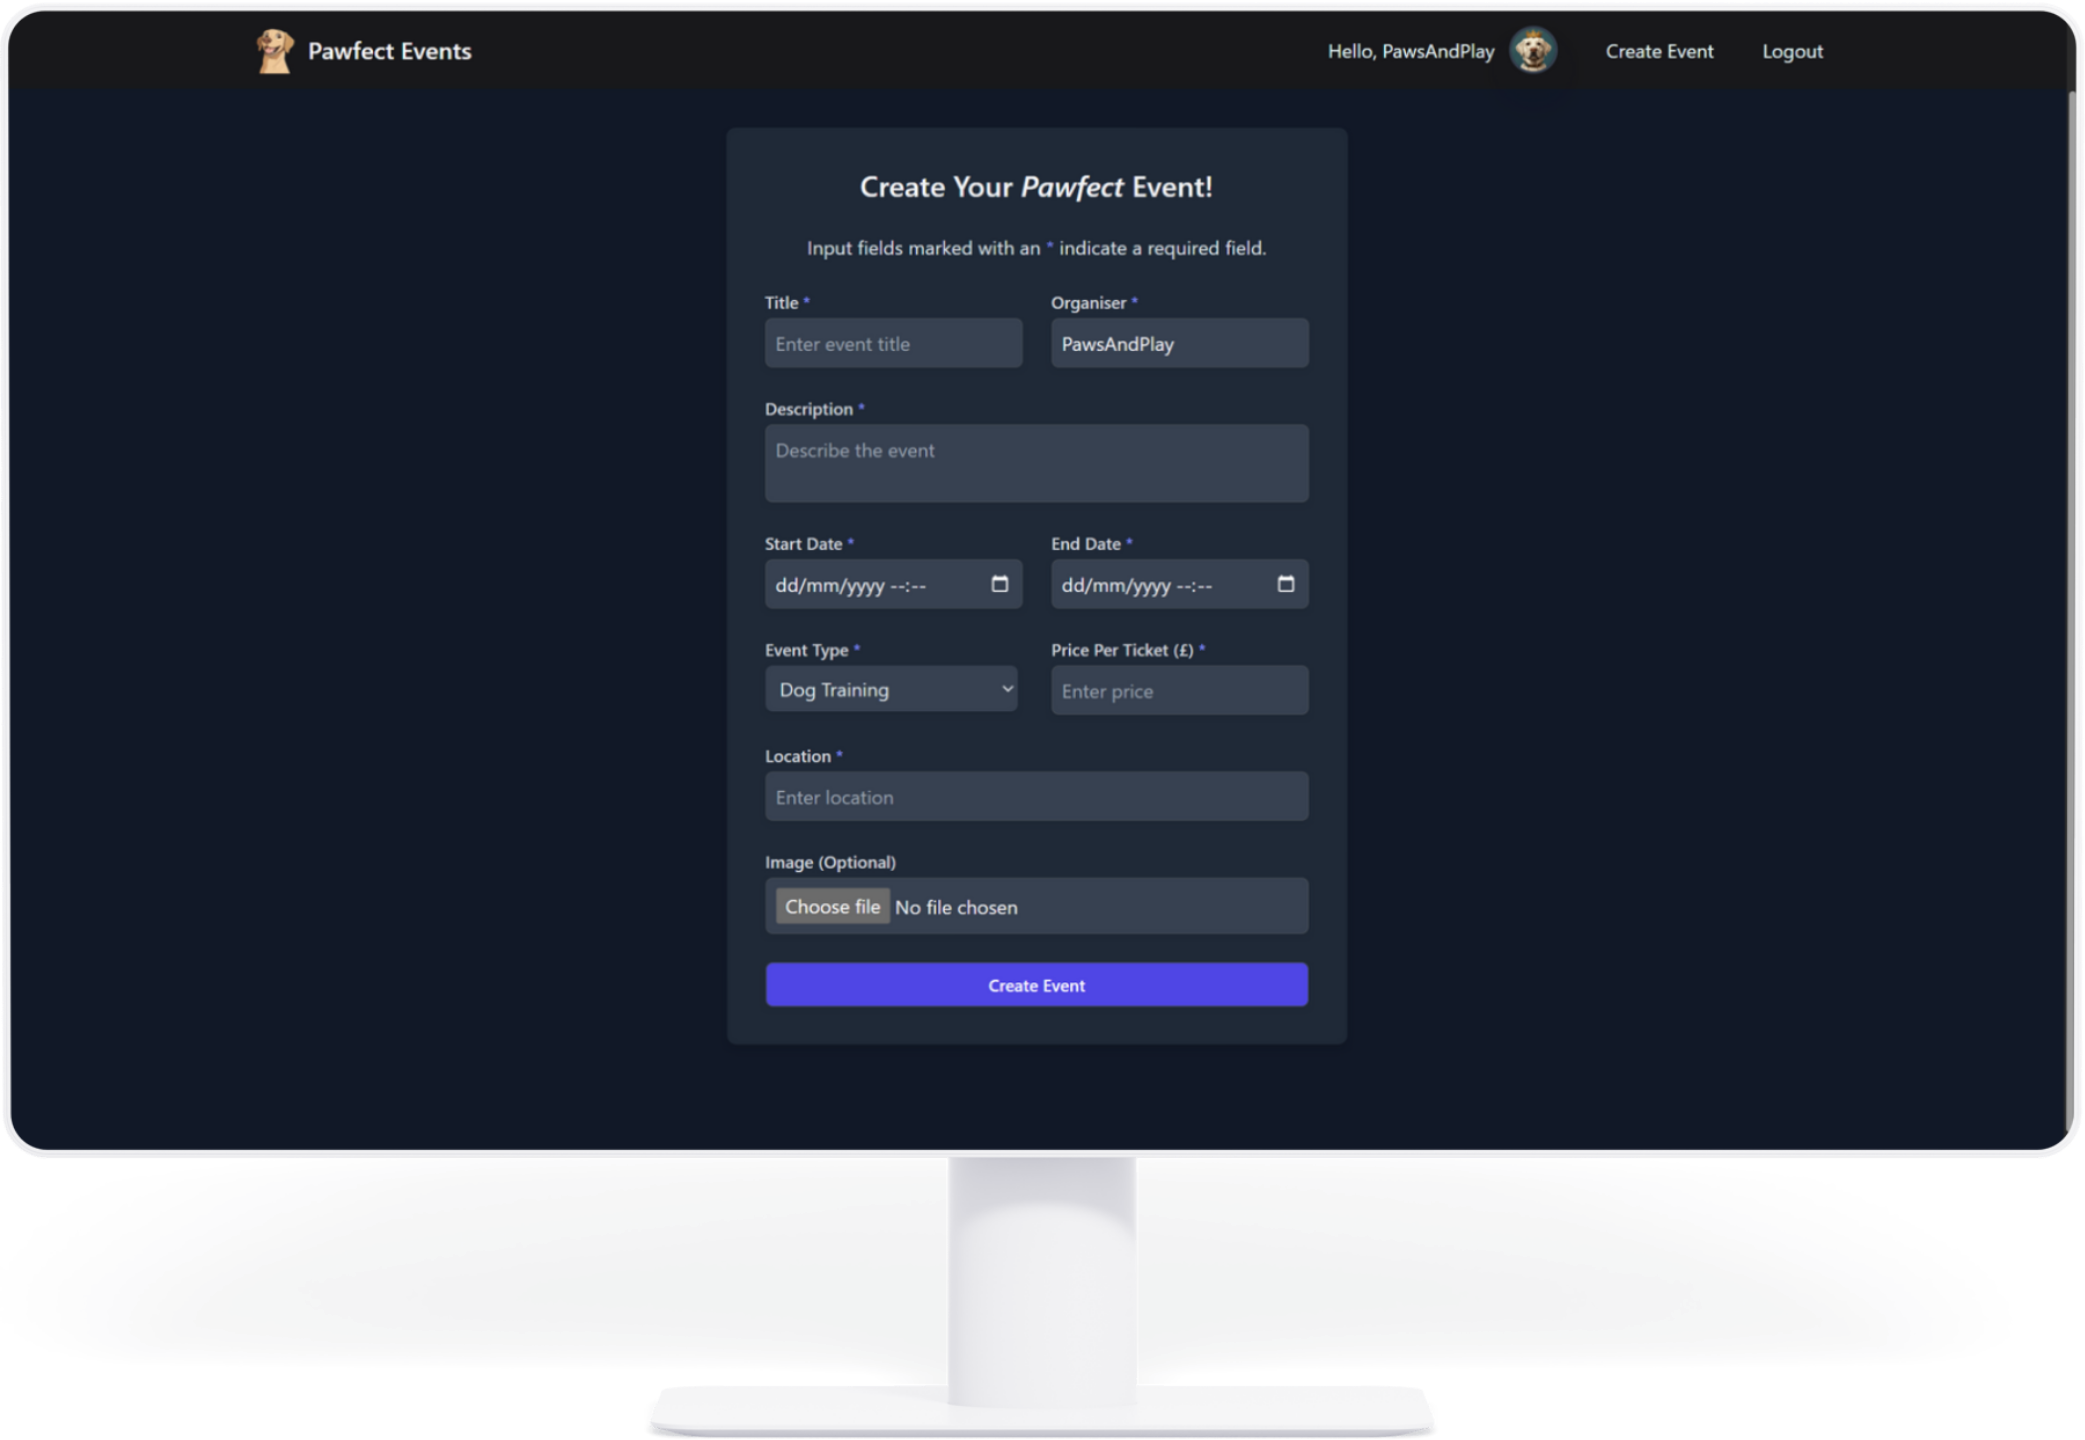 Pawfect Events
Hello, PawsAndPlay
Create Event
Logout
Create Your Pawfect Event!
Input fields marked with an * indicate a required field.
Title *
Organiser *
Enter event title
PawsAndPlay
Description *
Describe the event
Start Date *
End Date *
dd/mm/yyyy --:--
dd/mm/yyyy --:--
Event Type *
Price Per Ticket (£) *
Dog Training
Enter price
Location *
Enter location
Image (Optional)
Choose file No file chosen
Create Event